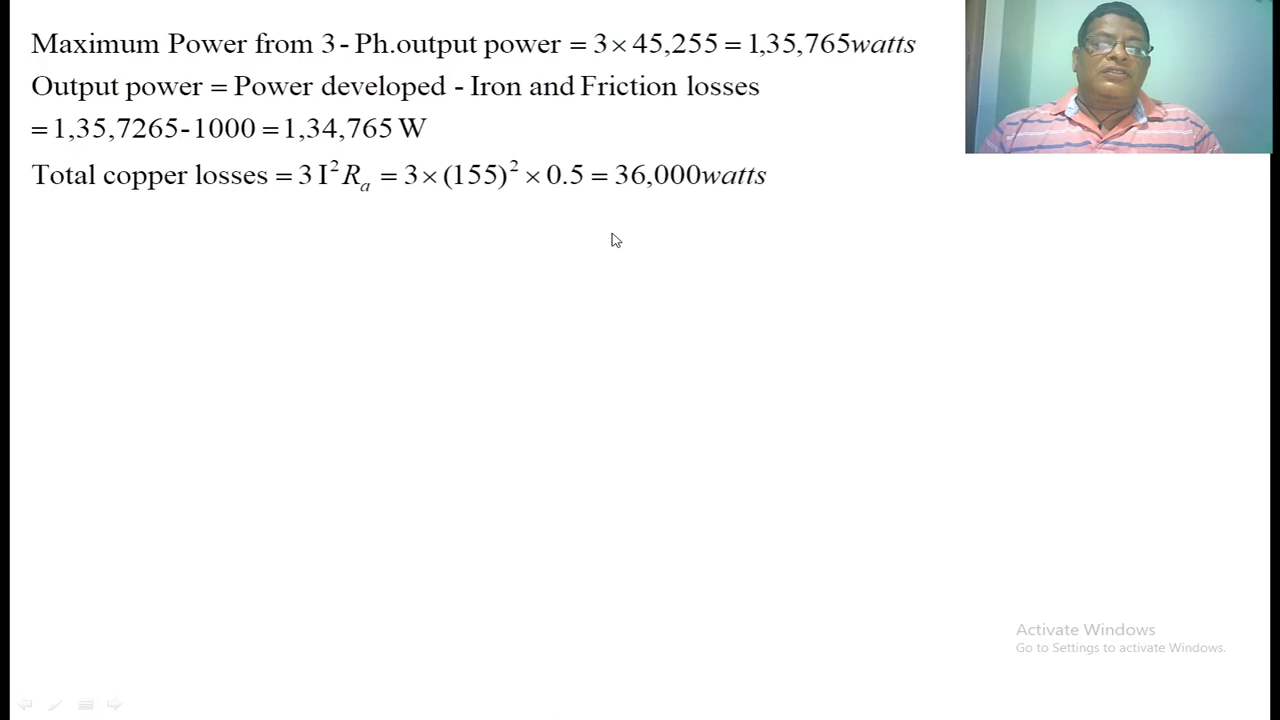 Maximum Power from 3 - Ph.output power = 3 × 45,255 = 1,35,765watts
Output power = Power developed - Iron and Friction losses
= 1,35,7265 - 1000 = 1,34,765 W
Total copper losses = 3 I²Rₐ = 3 × (155)² × 0.5 = 36,000watts
Activate Windows
Go to Settings to activate Windows.